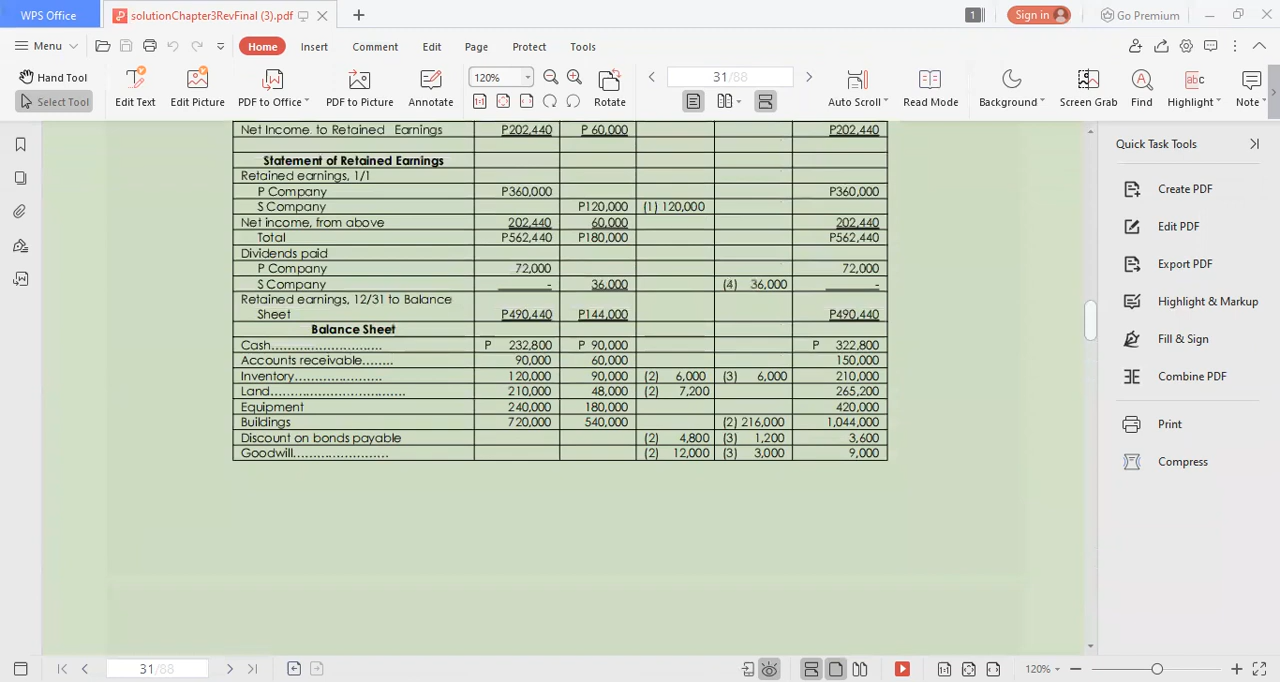 WPS Office
solutionChapter3RevFinal (3).pdf
1
Sign in
Go Premium
Menu
Home
Insert
Comment
Edit
Page
Protect
Tools
Hand Tool
Select Tool
Edit Text
Edit Picture
PDF to Office
PDF to Picture
Annotate
120%
Rotate
31/88
Auto Scroll
Read Mode
Background
Screen Grab
Find
Highlight
Note
Net Income to Retained Earnings P202,440 P 60,000 P202,440
Statement of Retained Earnings
Retained earnings, 1/1
P Company P360,000 P360,000
S Company P120,000 (1) 120,000
Net income, from above 202,440 60,000 202,440
Total P562,440 P180,000 P562,440
Dividends paid
P Company 72,000 72,000
S Company - 36,000 (4) 36,000 -
Retained earnings, 12/31 to Balance
Sheet P490,440 P144,000 P490,440
Balance Sheet
Cash............................ P 232,800 P 90,000 P 322,800
Accounts receivable........ 90,000 60,000 150,000
Inventory...................... 120,000 90,000 (2) 6,000 (3) 6,000 210,000
Land.................................. 210,000 48,000 (2) 7,200 265,200
Equipment 240,000 180,000 420,000
Buildings 720,000 540,000 (2) 216,000 1,044,000
Discount on bonds payable (2) 4,800 (3) 1,200 3,600
Goodwill........................ (2) 12,000 (3) 3,000 9,000
Quick Task Tools
Create PDF
Edit PDF
Export PDF
Highlight & Markup
Fill & Sign
Combine PDF
Print
Compress
31/88
120%